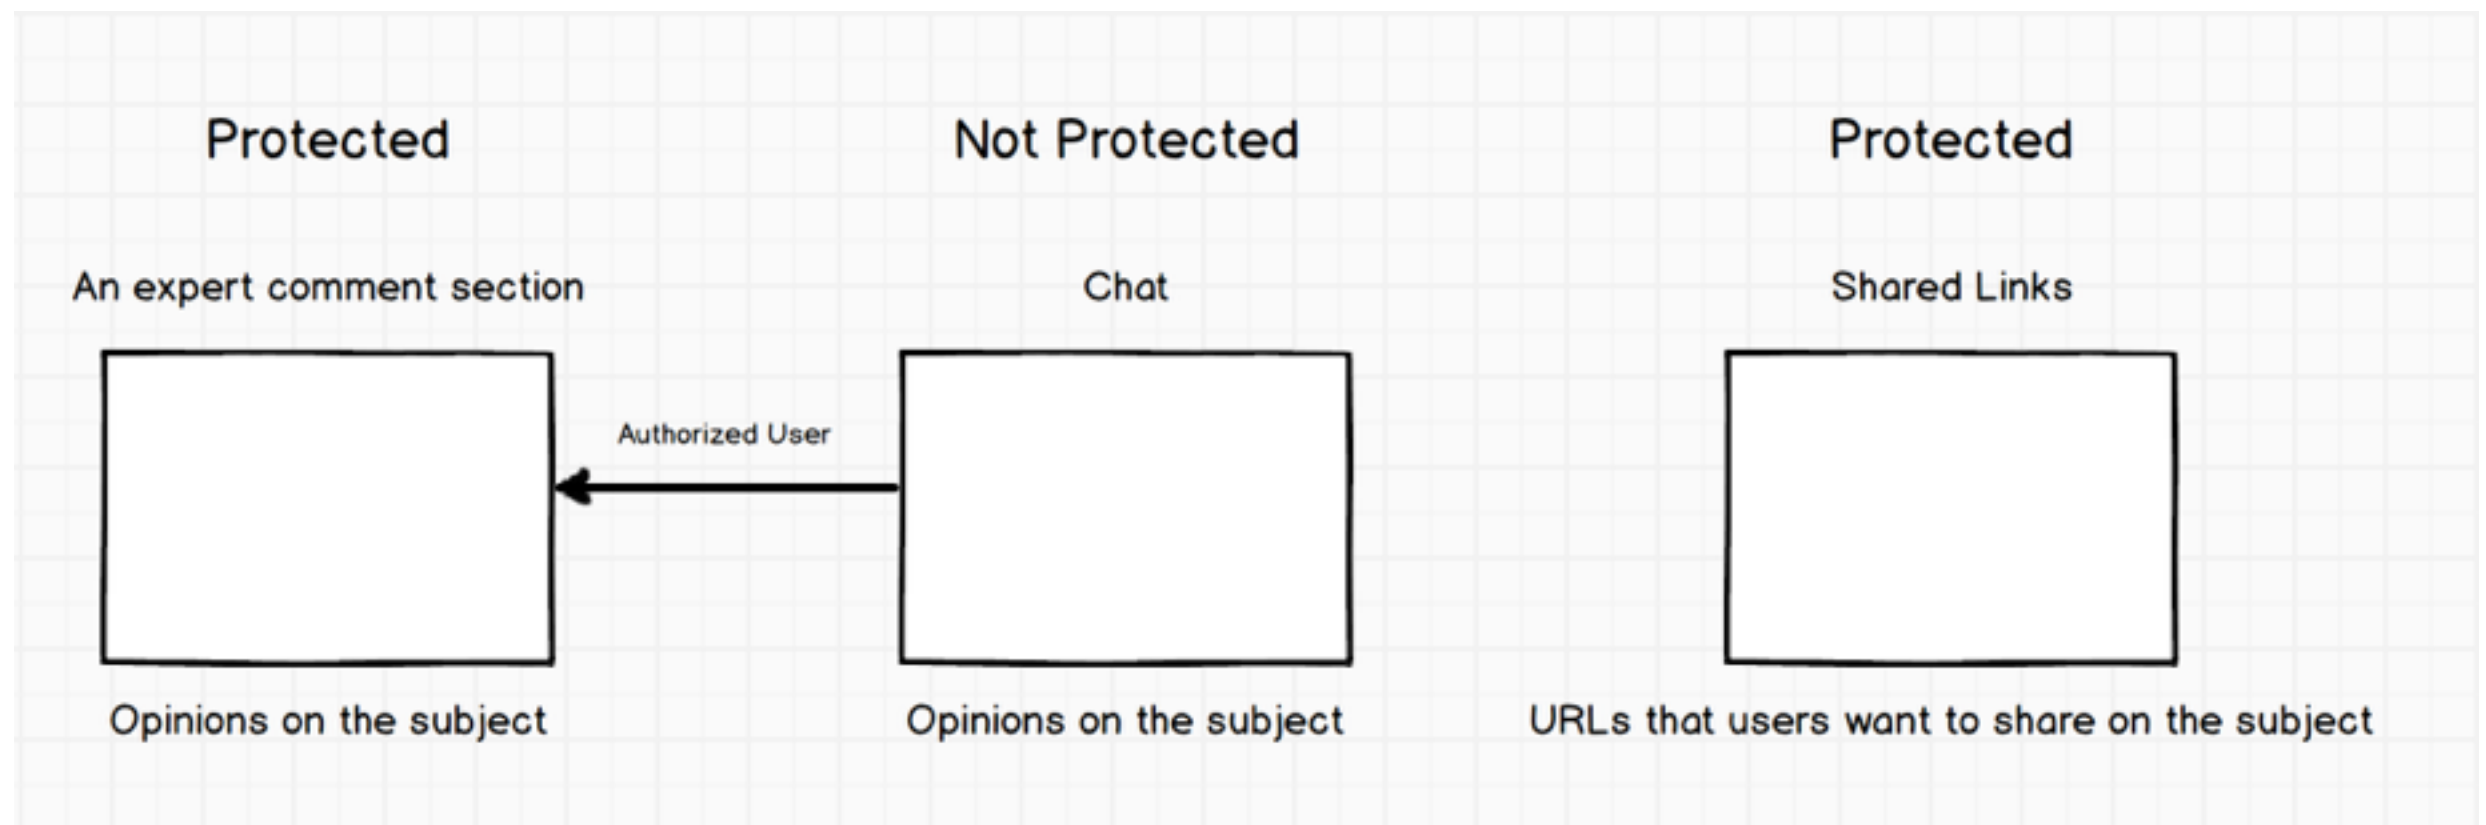 Protected
Not Protected
Protected
An expert comment section
Chat
Shared Links
Authorized User
Opinions on the subject
Opinions on the subject
URLs that users want to share on the subject